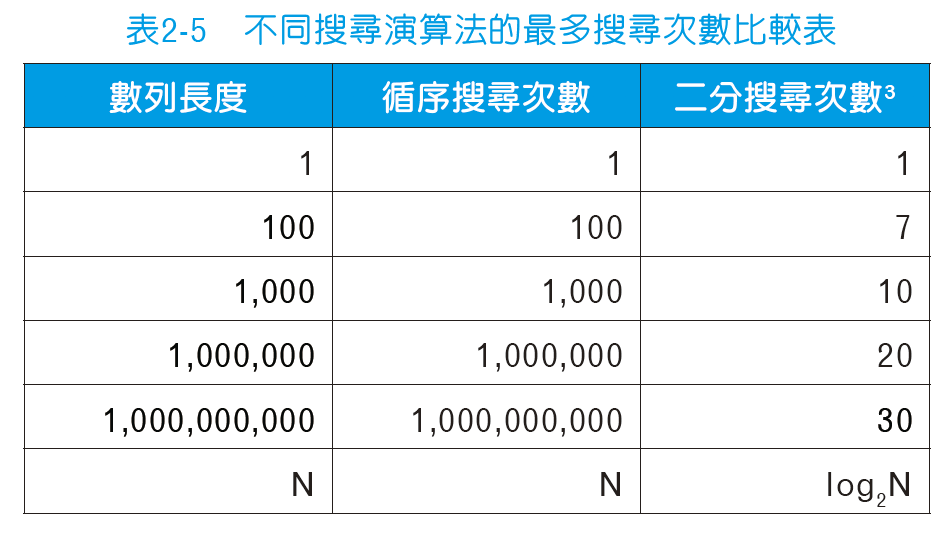 表2-5　不同搜尋演算法的最多搜尋次數比較表
數列長度　循序搜尋次數　二分搜尋次數³
1　1　1
100　100　7
1,000　1,000　10
1,000,000　1,000,000　20
1,000,000,000　1,000,000,000　30
N　N　log₂N